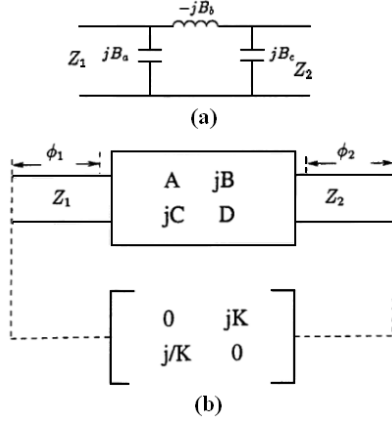 -jB_b
Z_1 jB_a jB_c Z_2
(a)
ϕ_1 ϕ_2
A jB
Z_1 Z_2
jC D
0 jK
j/K 0
(b)